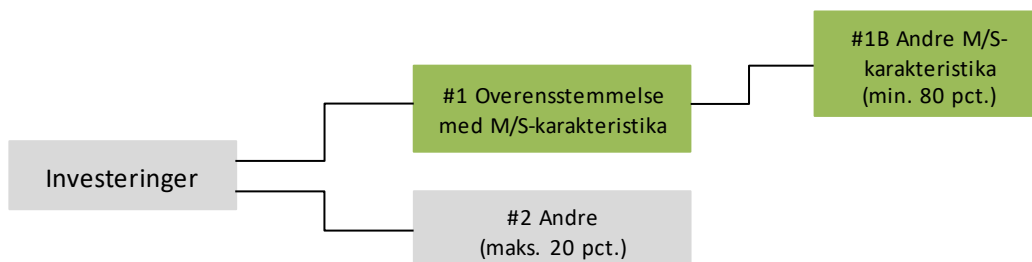 Investeringer
#1 Overensstemmelse
med M/S-karakteristika
#1B Andre M/S-
karakteristika
(min. 80 pct.)
#2 Andre
(maks. 20 pct.)